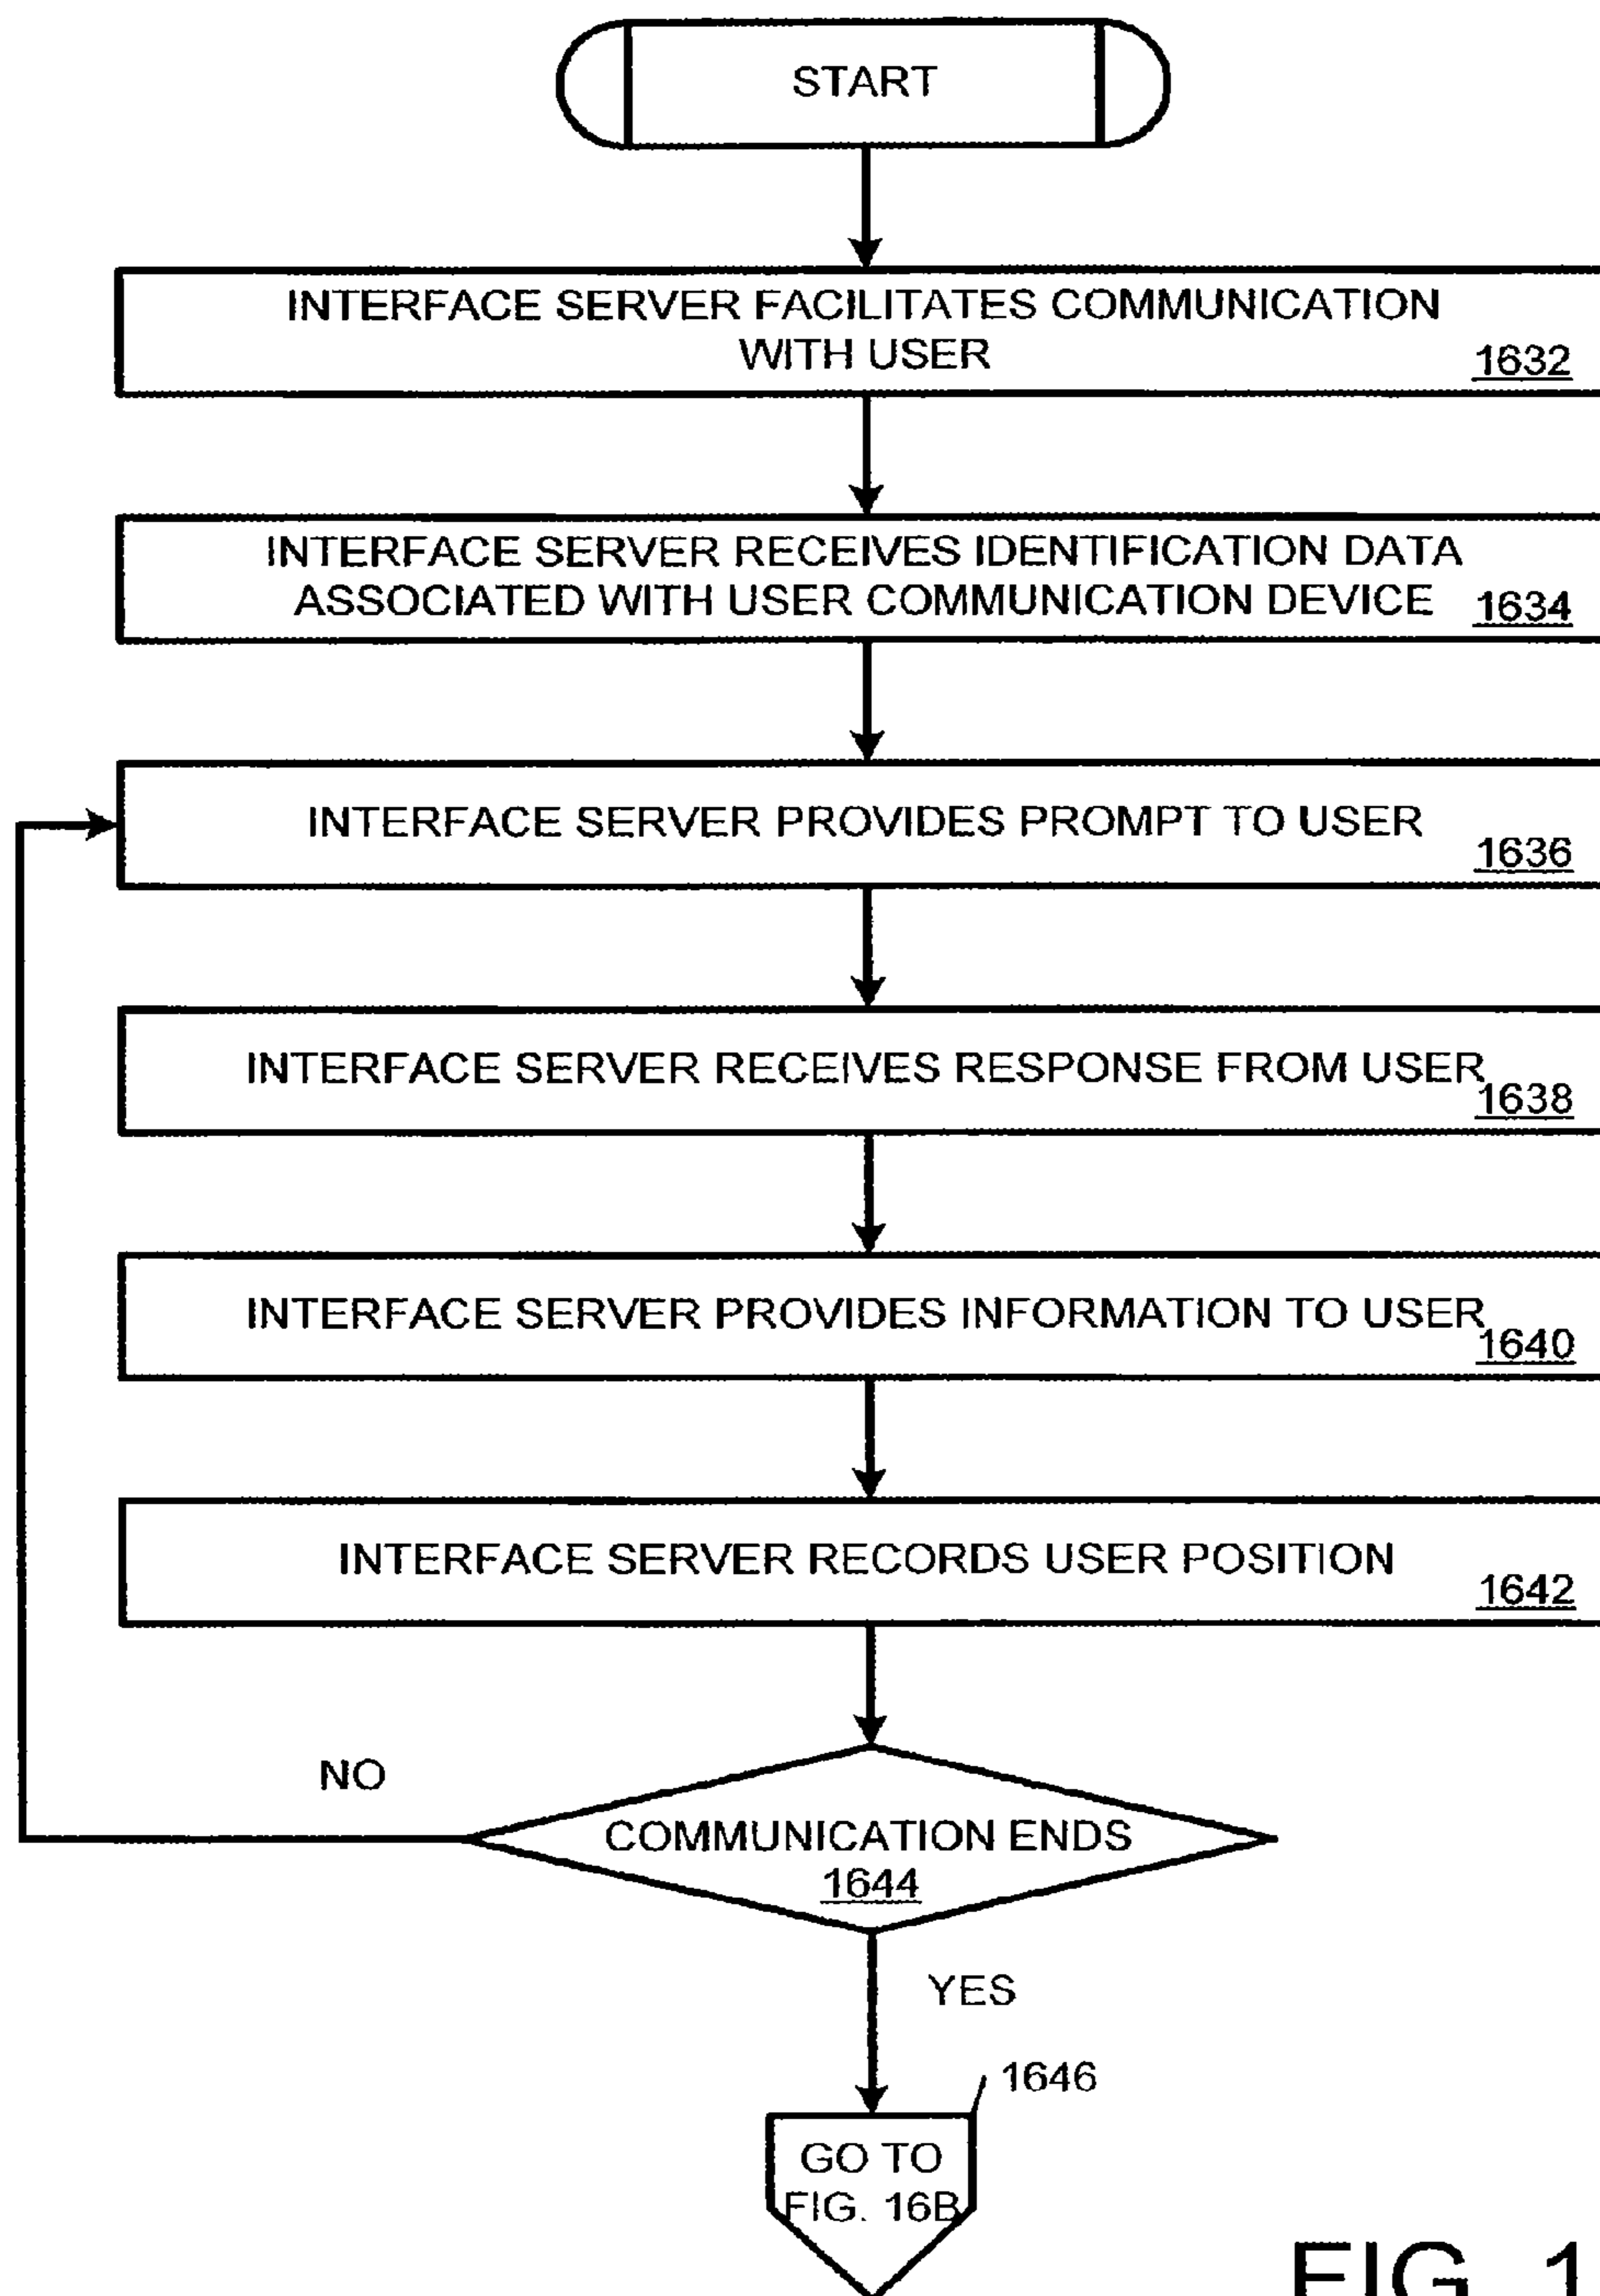 START
INTERFACE SERVER FACILITATES COMMUNICATION
WITH USER
1632
INTERFACE SERVER RECEIVES IDENTIFICATION DATA
ASSOCIATED WITH USER COMMUNICATION DEVICE
1634
INTERFACE SERVER PROVIDES PROMPT TO USER
1636
INTERFACE SERVER RECEIVES RESPONSE FROM USER
1638
INTERFACE SERVER PROVIDES INFORMATION TO USER
1640
INTERFACE SERVER RECORDS USER POSITION
1642
NO
COMMUNICATION ENDS
1644
YES
1646
GO TO
FIG. 16B
FIG. 1